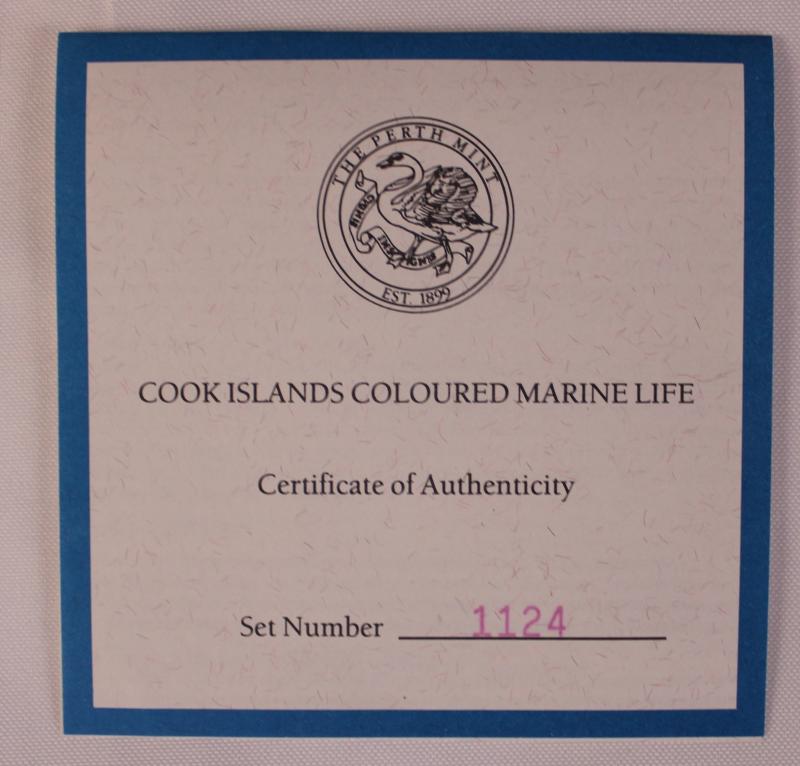 THE PERTH MINT
EST. 1899
COOK ISLANDS COLOURED MARINE LIFE
Certificate of Authenticity
Set Number 1124